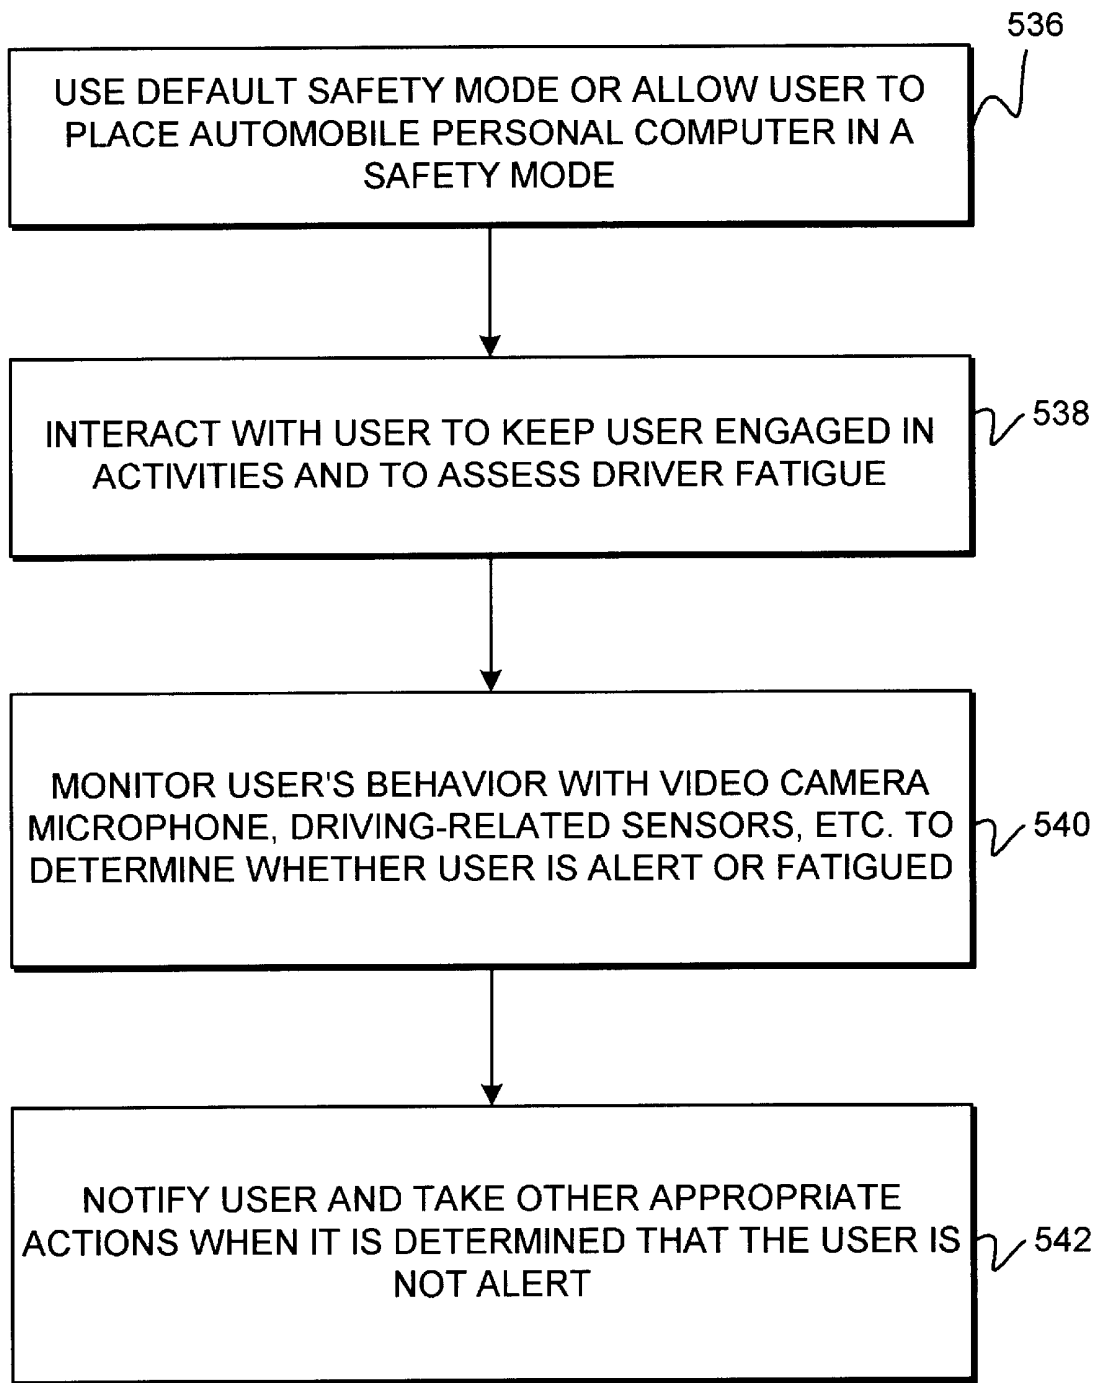 536
USE DEFAULT SAFETY MODE OR ALLOW USER TO
PLACE AUTOMOBILE PERSONAL COMPUTER IN A
SAFETY MODE
INTERACT WITH USER TO KEEP USER ENGAGED IN
ACTIVITIES AND TO ASSESS DRIVER FATIGUE
538
MONITOR USER'S BEHAVIOR WITH VIDEO CAMERA
MICROPHONE, DRIVING-RELATED SENSORS, ETC. TO
DETERMINE WHETHER USER IS ALERT OR FATIGUED
540
NOTIFY USER AND TAKE OTHER APPROPRIATE
ACTIONS WHEN IT IS DETERMINED THAT THE USER IS
NOT ALERT
542